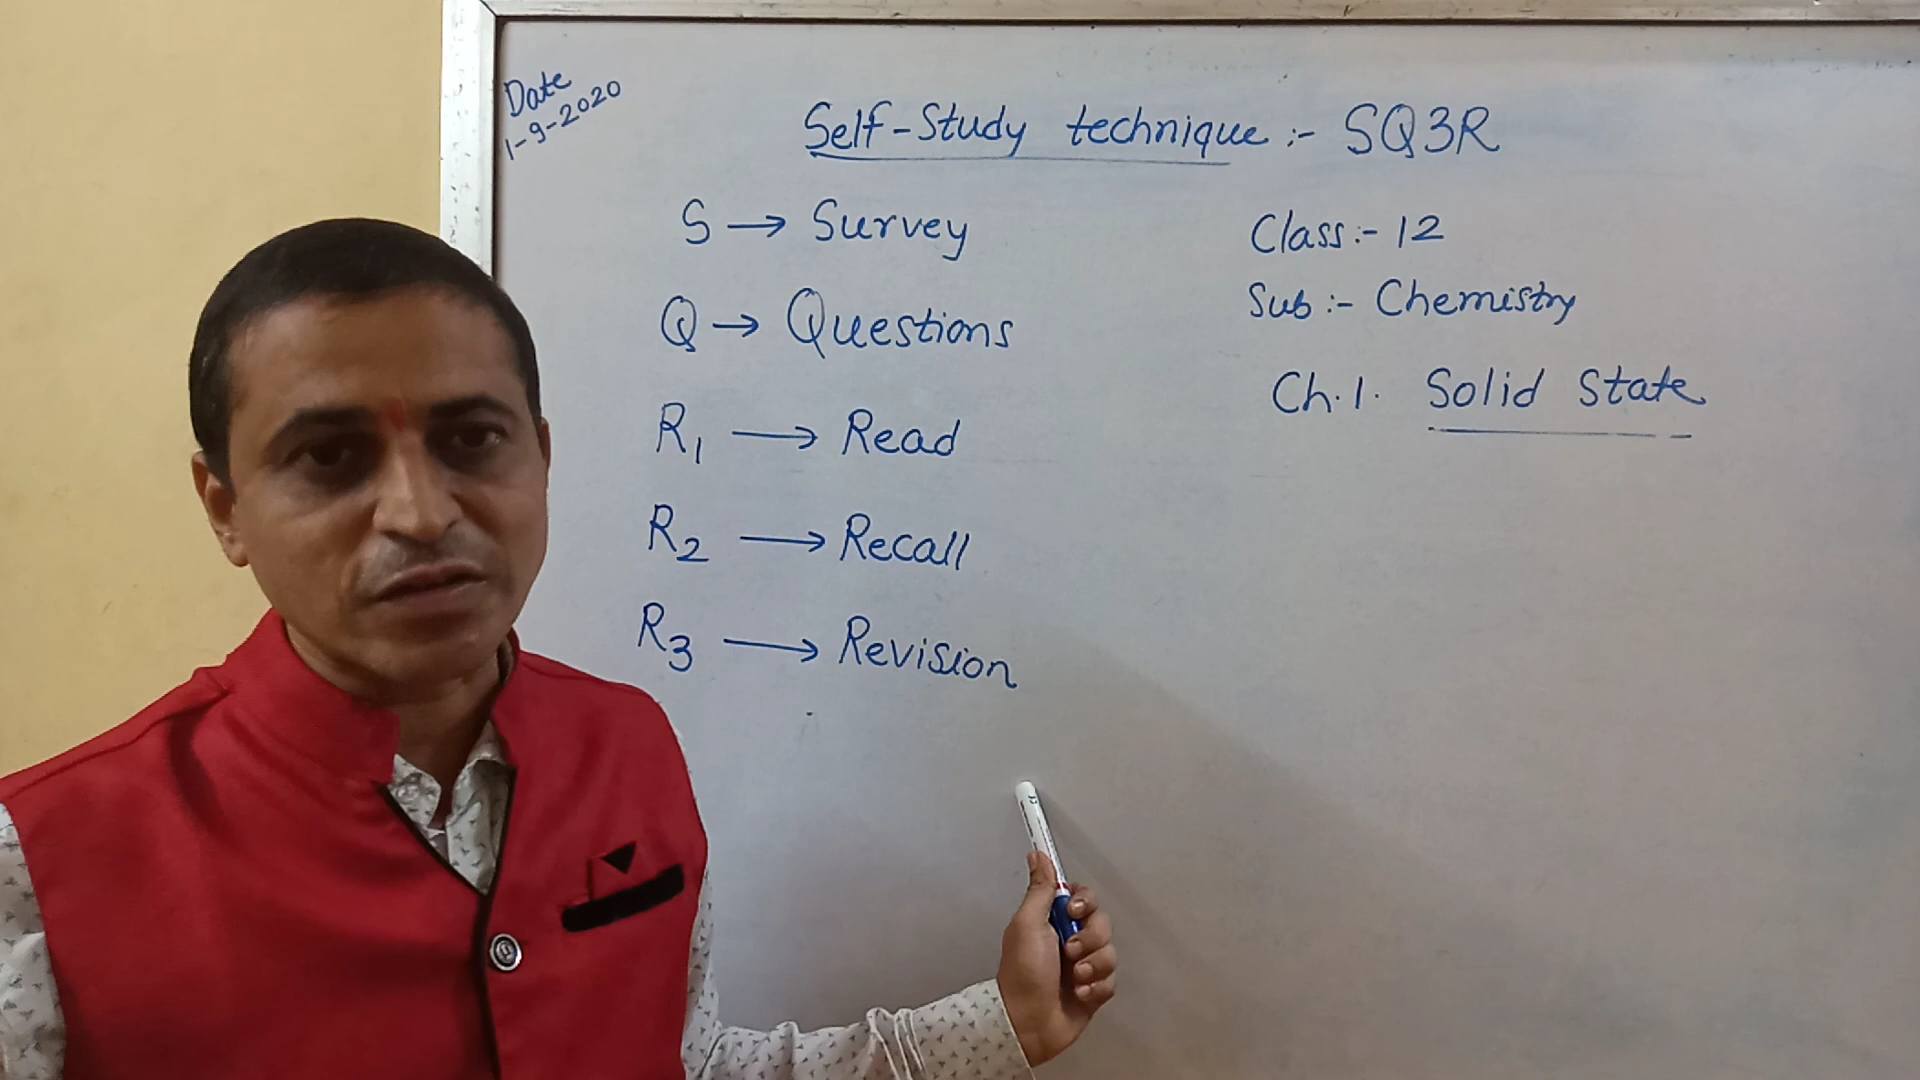 Date
1-9-2020
Self-Study technique :- SQ3R
S → Survey
Q → Questions
R₁ → Read
R₂ → Recall
R₃ → Revision
Class :- 12
Sub :- Chemistry
Ch.1. Solid State